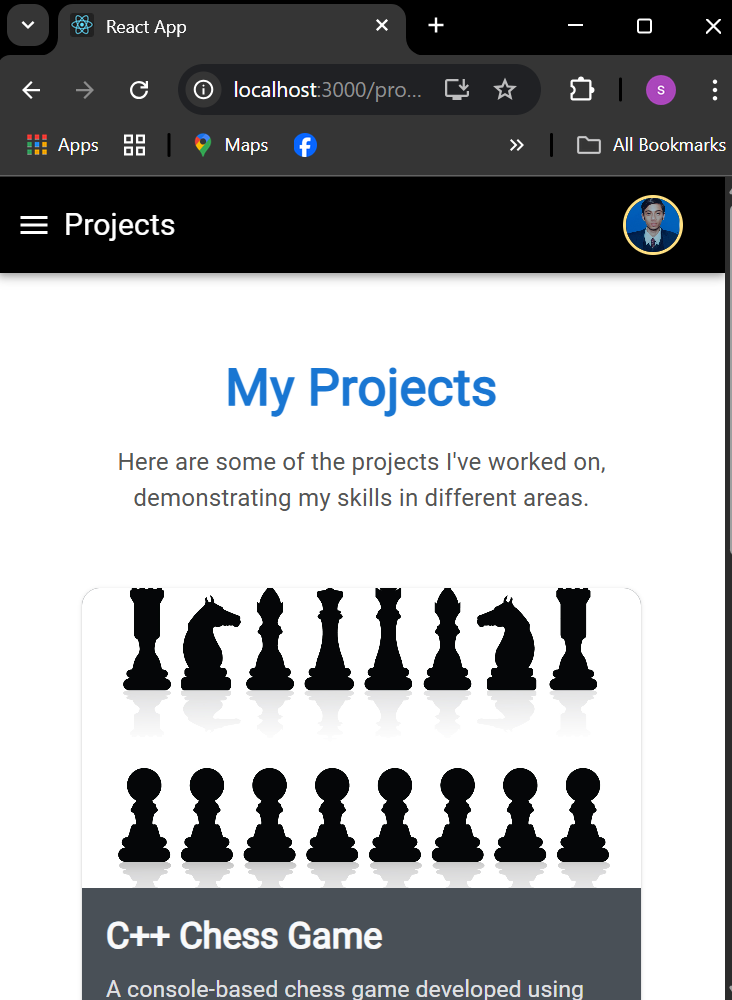 React App
localhost:3000/pro...
S
Apps
Maps
All Bookmarks
Projects
My Projects
Here are some of the projects I've worked on,
demonstrating my skills in different areas.
C++ Chess Game
A console-based chess game developed using